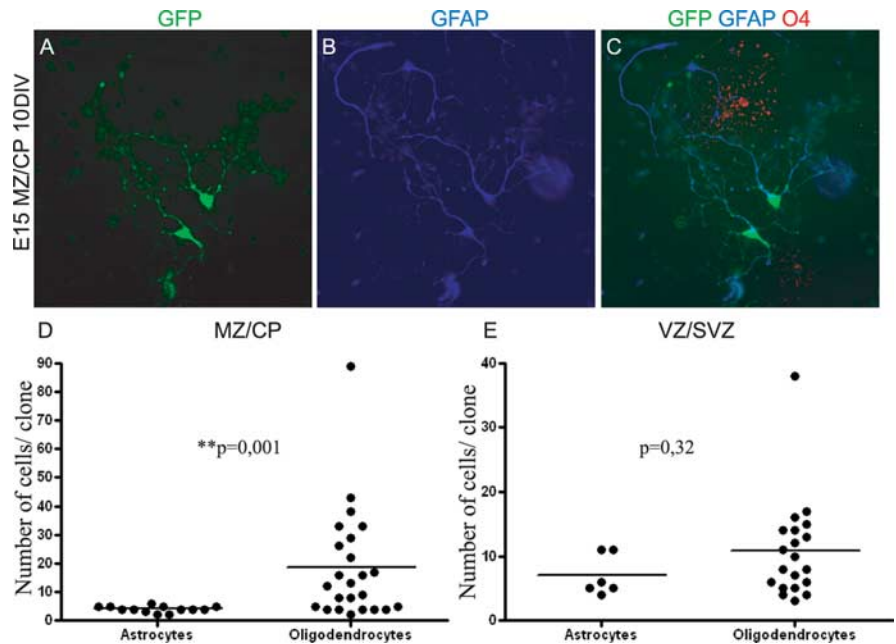 GFP GFAP GFP GFAP O4
A B C
E15 MZ/CP 10DIV
D MZ/CP
Number of cells/ clone
90
80
70
60
50
40
30
20
10
0
**p=0,001
Astrocytes Oligodendrocytes
E VZ/SVZ
Number of cells/ clone
40
30
20
10
0
p=0,32
Astrocytes Oligodendrocytes